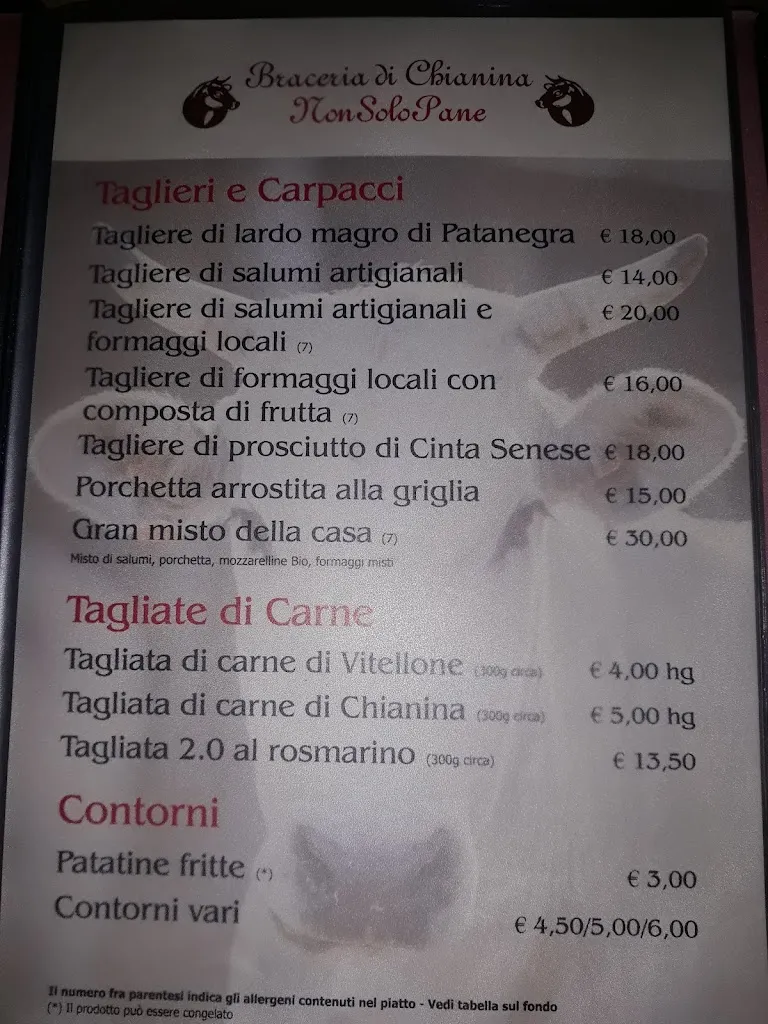 Braceria di Chianina
NonSoloPane
Taglieri e Carpacci
Tagliere di lardo magro di Patanegra € 18,00
Tagliere di salumi artigianali € 14,00
Tagliere di salumi artigianali e € 20,00
formaggi locali (7)
Tagliere di formaggi locali con € 16,00
composta di frutta (7)
Tagliere di prosciutto di Cinta Senese € 18,00
Porchetta arrostita alla griglia € 15,00
Gran misto della casa (7) € 30,00
Misto di salumi, porchetta, mozzarelline Bio, formaggi misti
Tagliate di Carne
Tagliata di carne di Vitellone (300g circa) € 4,00 hg
Tagliata di carne di Chianina (300g circa) € 5,00 hg
Tagliata 2.0 al rosmarino (300g circa) € 13,50
Contorni
Patatine fritte (*) € 3,00
Contorni vari € 4,50/5,00/6,00
Il numero fra parentesi indica gli allergeni contenuti nel piatto - Vedi tabella sul fondo
(*) Il prodotto può essere congelato